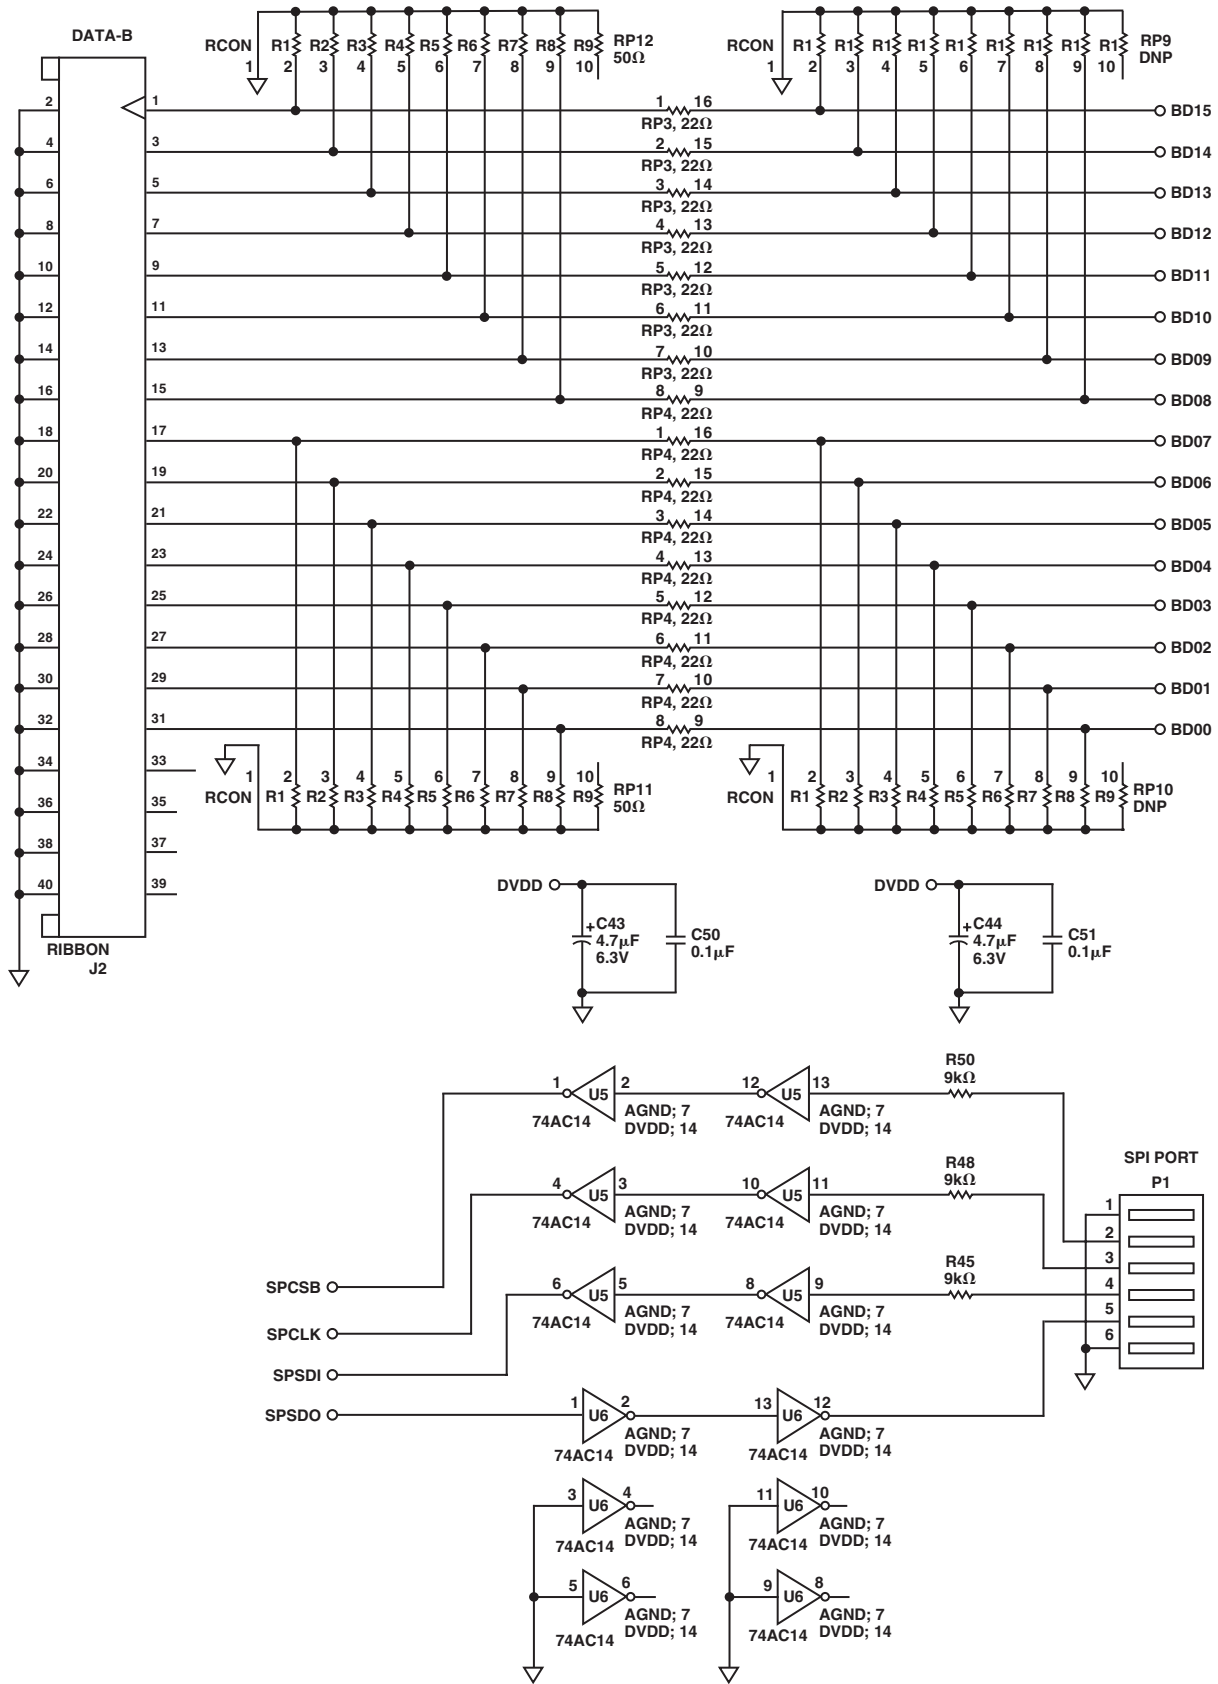 DATA-B
RCON
1
R1 R2 R3 R4 R5 R6 R7 R8 R9
2 3 4 5 6 7 8 9 10
RP12
50Ω
RCON
1
R1 R1 R1 R1 R1 R1 R1 R1 R1
2 3 4 5 6 7 8 9 10
RP9
DNP
2 1 1 16 BD15
RP3, 22Ω
4 3 2 15 BD14
RP3, 22Ω
6 5 3 14 BD13
RP3, 22Ω
8 7 4 13 BD12
RP3, 22Ω
10 9 5 12 BD11
RP3, 22Ω
12 11 6 11 BD10
RP3, 22Ω
14 13 7 10 BD09
RP3, 22Ω
16 15 8 9 BD08
RP4, 22Ω
18 17 1 16 BD07
RP4, 22Ω
20 19 2 15 BD06
RP4, 22Ω
22 21 3 14 BD05
RP4, 22Ω
24 23 4 13 BD04
RP4, 22Ω
26 25 5 12 BD03
RP4, 22Ω
28 27 6 11 BD02
RP4, 22Ω
30 29 7 10 BD01
RP4, 22Ω
32 31 8 9 BD00
RP4, 22Ω
34 33
36 35
38 37
40 39
RIBBON
J2
1
RCON
2 3 4 5 6 7 8 9 10
R1 R2 R3 R4 R5 R6 R7 R8 R9
RP11
50Ω
1
RCON
2 3 4 5 6 7 8 9 10
R1 R2 R3 R4 R5 R6 R7 R8 R9
RP10
DNP
DVDD
+ C43
4.7μF
6.3V
C50
0.1μF
DVDD
+ C44
4.7μF
6.3V
C51
0.1μF
R50
9kΩ
1 U5 2 12 U5 13
74AC14 AGND; 7 74AC14 AGND; 7
DVDD; 14 DVDD; 14
R48
9kΩ
4 U5 3 10 U5 11
74AC14 AGND; 7 74AC14 AGND; 7
DVDD; 14 DVDD; 14
R45
9kΩ
6 U5 5 8 U5 9
74AC14 AGND; 7 74AC14 AGND; 7
DVDD; 14 DVDD; 14
SPI PORT
P1
1
2
3
4
5
6
SPCSB
SPCLK
SPSDI
SPSDO
1 U6 2 13 U6 12
74AC14 AGND; 7 74AC14 AGND; 7
DVDD; 14 DVDD; 14
3 U6 4 11 U6 10
74AC14 AGND; 7 74AC14 AGND; 7
DVDD; 14 DVDD; 14
5 U6 6 9 U6 8
74AC14 AGND; 7 74AC14 AGND; 7
DVDD; 14 DVDD; 14